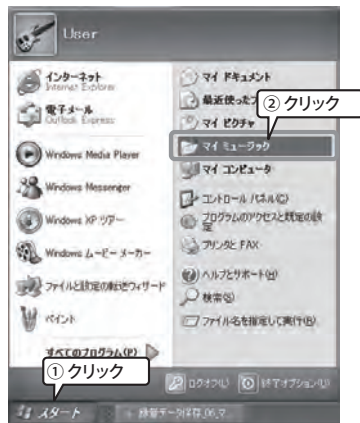 User
インターネット
Internet Explorer
電子メール
Outlook Express
Windows Media Player
Windows Messenger
Windows XP ツアー
Windows ムービー メーカー
ファイルと設定の転送ウィザード
ペイント
すべてのプログラム(P)
① クリック
マイ ドキュメント
最近使ったフ
② クリック
マイ ピクチャ
マイ ミュージック
マイ コンピュータ
コントロール パネル(C)
プログラムのアクセスと既定の設
定
プリンタと FAX
ヘルプとサポート(H)
検索(S)
ファイル名を指定して実行(R)
ログオフ(L)
終了オプション(U)
スタート